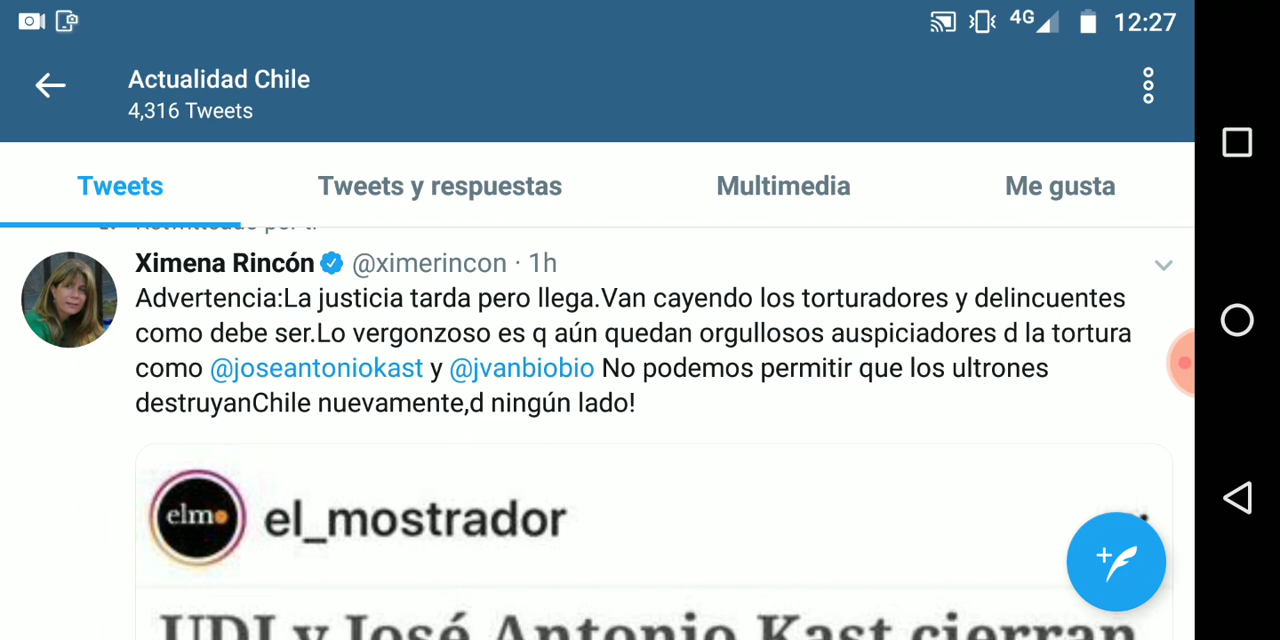 4G 12:27
Actualidad Chile
4,316 Tweets
Tweets Tweets y respuestas Multimedia Me gusta
Ximena Rincón @ximerincon · 1h
Advertencia:La justicia tarda pero llega.Van cayendo los torturadores y delincuentes
como debe ser.Lo vergonzoso es q aún quedan orgullosos auspiciadores d la tortura
como @joseantoniokast y @jvanbiobio No podemos permitir que los ultrones
destruyanChile nuevamente,d ningún lado!
elmo
el_mostrador
UDI y José Antonio Kast cierran